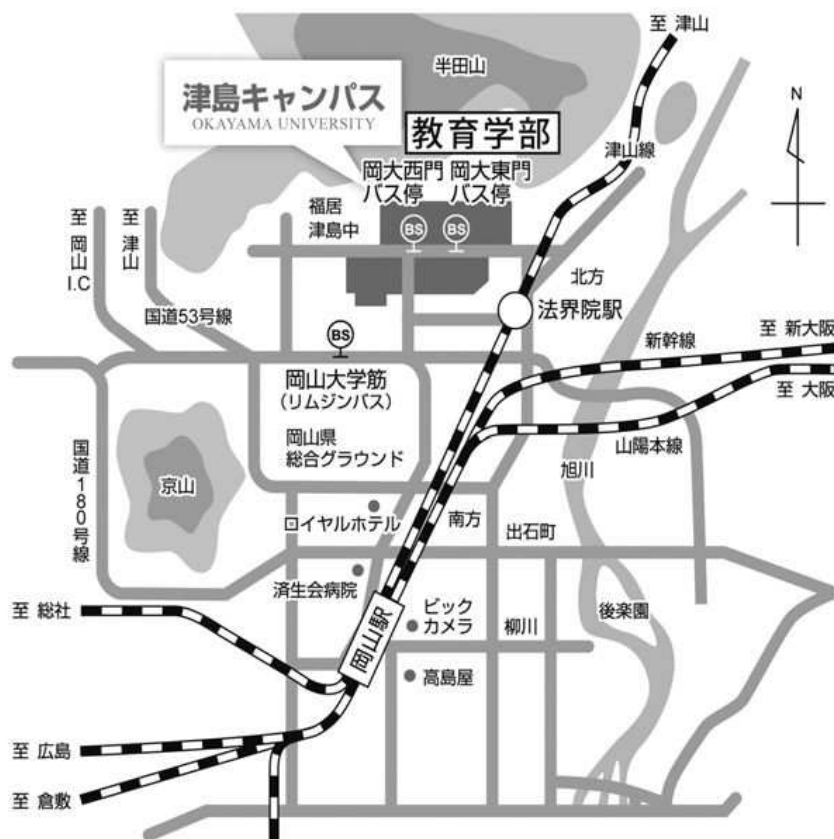 至 津山
半田山
津島キャンパス
OKAYAMA UNIVERSITY
教育学部
N
津山線
岡大西門
バス停
岡大東門
バス停
福居
津島中
BS
BS
至 岡山I.C
至 津山
北方
国道53号線
法界院駅
BS
新幹線
至 新大阪
岡山大学筋
(リムジンバス)
至 大阪
岡山県
総合グラウンド
山陽本線
国道180号線
京山
旭川
ロイヤルホテル
南方
出石町
済生会病院
至 総社
ビック
カメラ
柳川
後楽園
岡山駅
高島屋
至 広島
至 倉敷